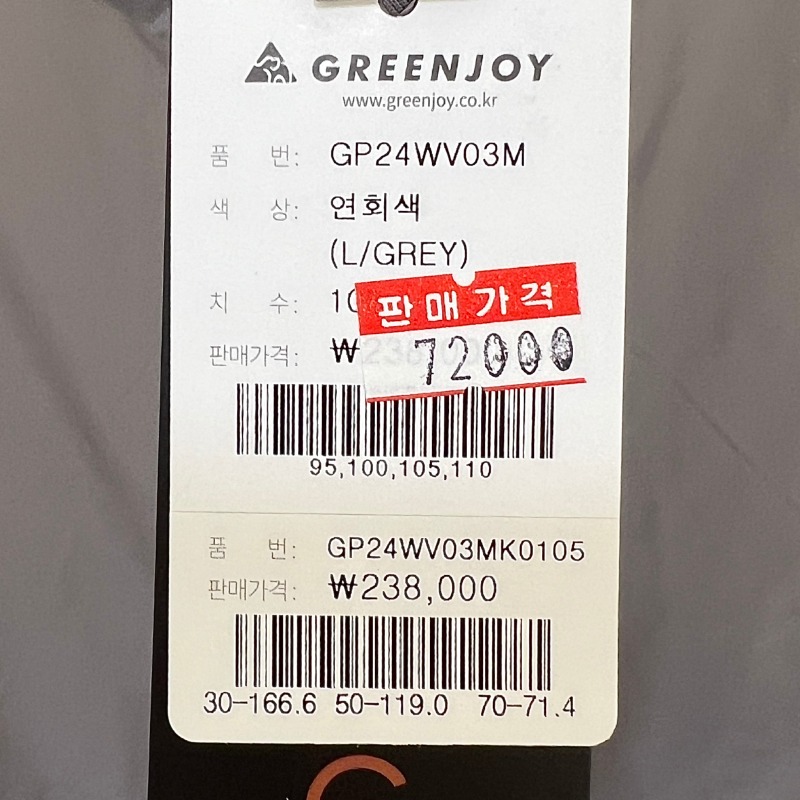 GREENJOY
www.greenjoy.co.kr
품 번: GP24WV03M
색 상: 연회색
(L/GREY)
치 수:
판매가격
판매가격: ₩
72000
95,100,105,110
품 번: GP24WV03MK0105
판매가격: ₩238,000
30-166.6 50-119.0 70-71.4